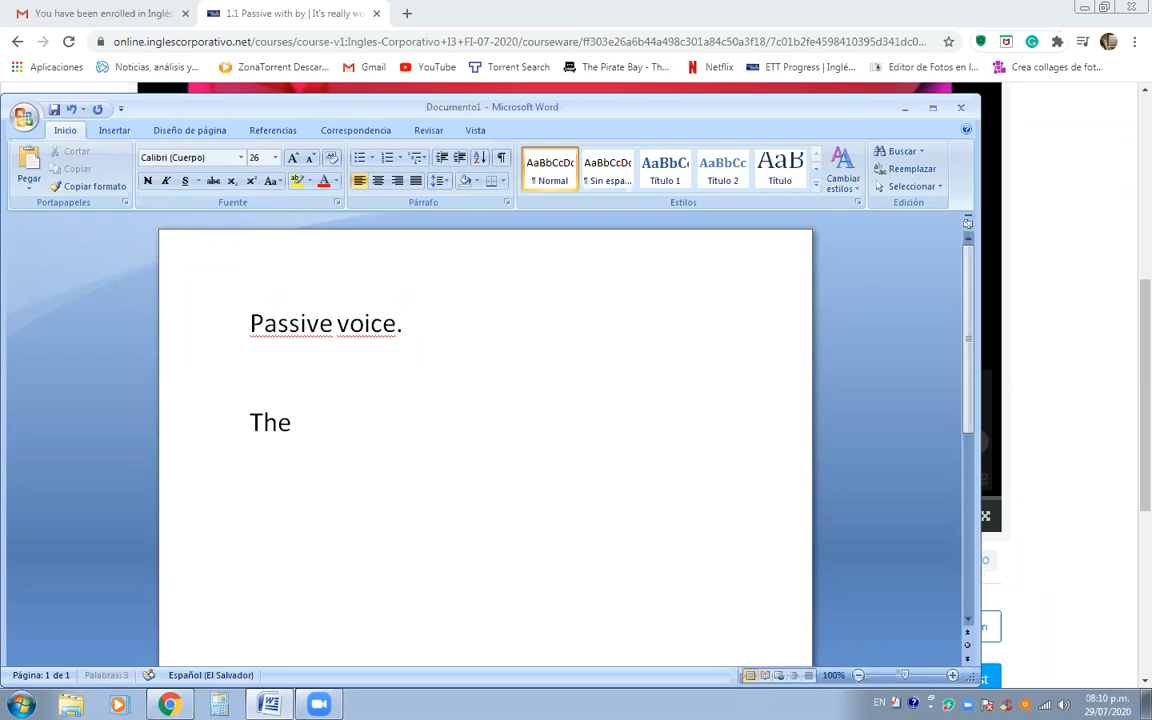 You have been enrolled in Inglés
1.1 Passive with by | It's really wo
online.inglescorporativo.net/courses/course-v1:Ingles-Corporativo+I3+FI-07-2020/courseware/ff303e26a6b44a498c301a84c50a3f18/7c01b2fe4598410395d341dc0...
Aplicaciones
Noticias, análisis y...
ZonaTorrent Descar...
Gmail
YouTube
Torrent Search
The Pirate Bay - Th...
Netflix
ETT Progress | Inglé...
Editor de Fotos en l...
Crea collages de fot...
Documento1 - Microsoft Word
Inicio
Insertar
Diseño de página
Referencias
Correspondencia
Revisar
Vista
Pegar
Cortar
Copiar
Copiar formato
Portapapeles
Calibri (Cuerpo)
26
Fuente
Párrafo
AaBbCcDc
¶ Normal
AaBbCcDc
¶ Sin espa...
AaBbC
Título 1
AaBbCc
Título 2
AaB
Título
Cambiar
estilos
Estilos
Buscar
Reemplazar
Seleccionar
Edición
Passive voice.
The
Página: 1 de 1
Palabras: 3
Español (El Salvador)
100%
EN
08:10 p.m.
29/07/2020